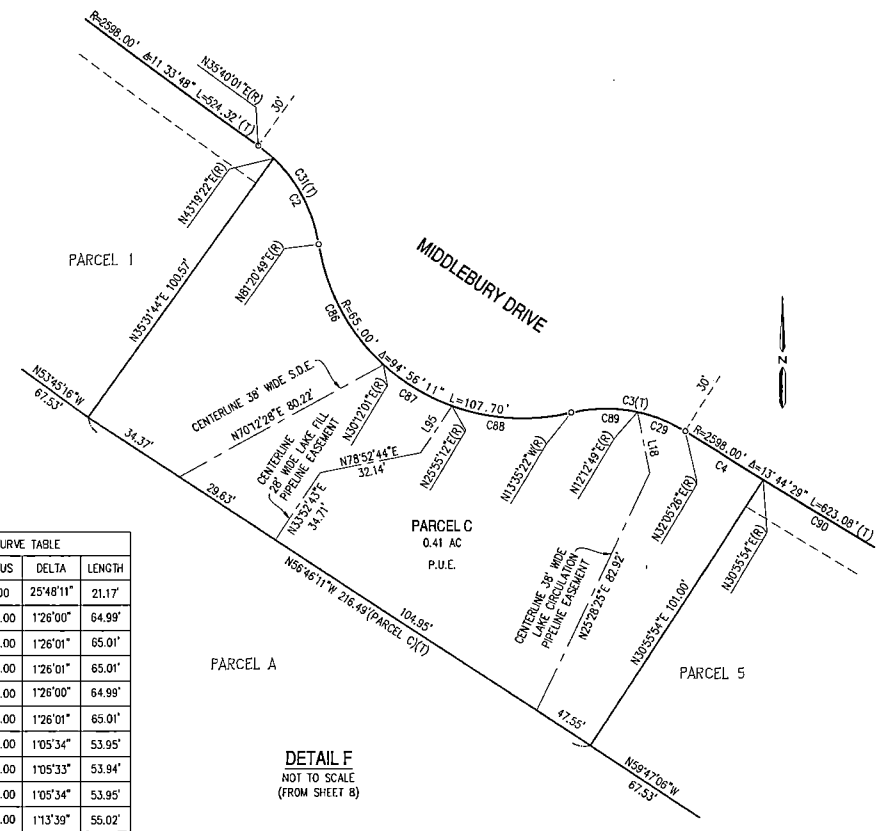 R=2598.00' Δ=11°33'48" L=524.32'(T)
N35°40'01"E(R)
30'
N43°19'22"E(R)
C31(T)
C2
PARCEL 1
N35°31'44"E 100.57'
N81°20'49"E(R)
MIDDLEBURY DRIVE
C86
R=65.00' Δ=94°56'11" L=107.70'
N
N53°45'16"W
67.53'
CENTERLINE 38' WIDE S.D.E.
N70°12'28"E 80.22'
N30°12'01"E(R)
C87
C88
C89
C3(T)
C29
30'
R=2598.00' Δ=13°44'29" L=623.08'(T)
C4
C90
34.37'
CENTERLINE
28' WIDE LAKE FILL
PIPELINE EASEMENT
L95
N78°52'44"E
32.14'
N25°55'12"E(R)
N13°35'22"W(R)
N12°12'49"E(R)
L18
N32°05'26"E(R)
29.63'
N33°52'43"E
34.71'
PARCEL C
0.41 AC
P.U.E.
N30°55'54"E(R)
CENTERLINE 38' WIDE
LAKE CIRCULATION
PIPELINE EASEMENT
N25°28'25"E 82.92'
N30°55'54"E 101.00'
N56°46'11"W 216.49'(PARCEL C)(T)
104.95'
PARCEL A
PARCEL 5
47.55'
N59°47'06"W
67.53'
DETAIL F
NOT TO SCALE
(FROM SHEET 8)
URVE TABLE
US DELTA LENGTH
00 25°48'11" 21.17'
.00 1°26'00" 64.99'
.00 1°26'01" 65.01'
.00 1°26'01" 65.01'
.00 1°26'00" 64.99'
.00 1°26'01" 65.01'
.00 1°05'34" 53.95'
.00 1°05'33" 53.94'
.00 1°05'34" 53.95'
.00 1°13'39" 55.02'